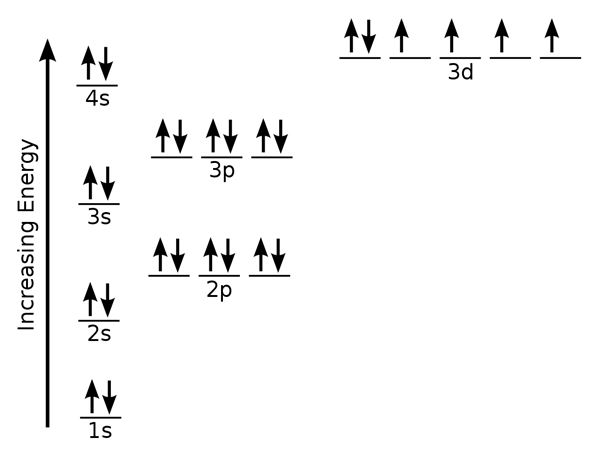 3d
4s
3p
3s
2p
2s
1s
Increasing Energy